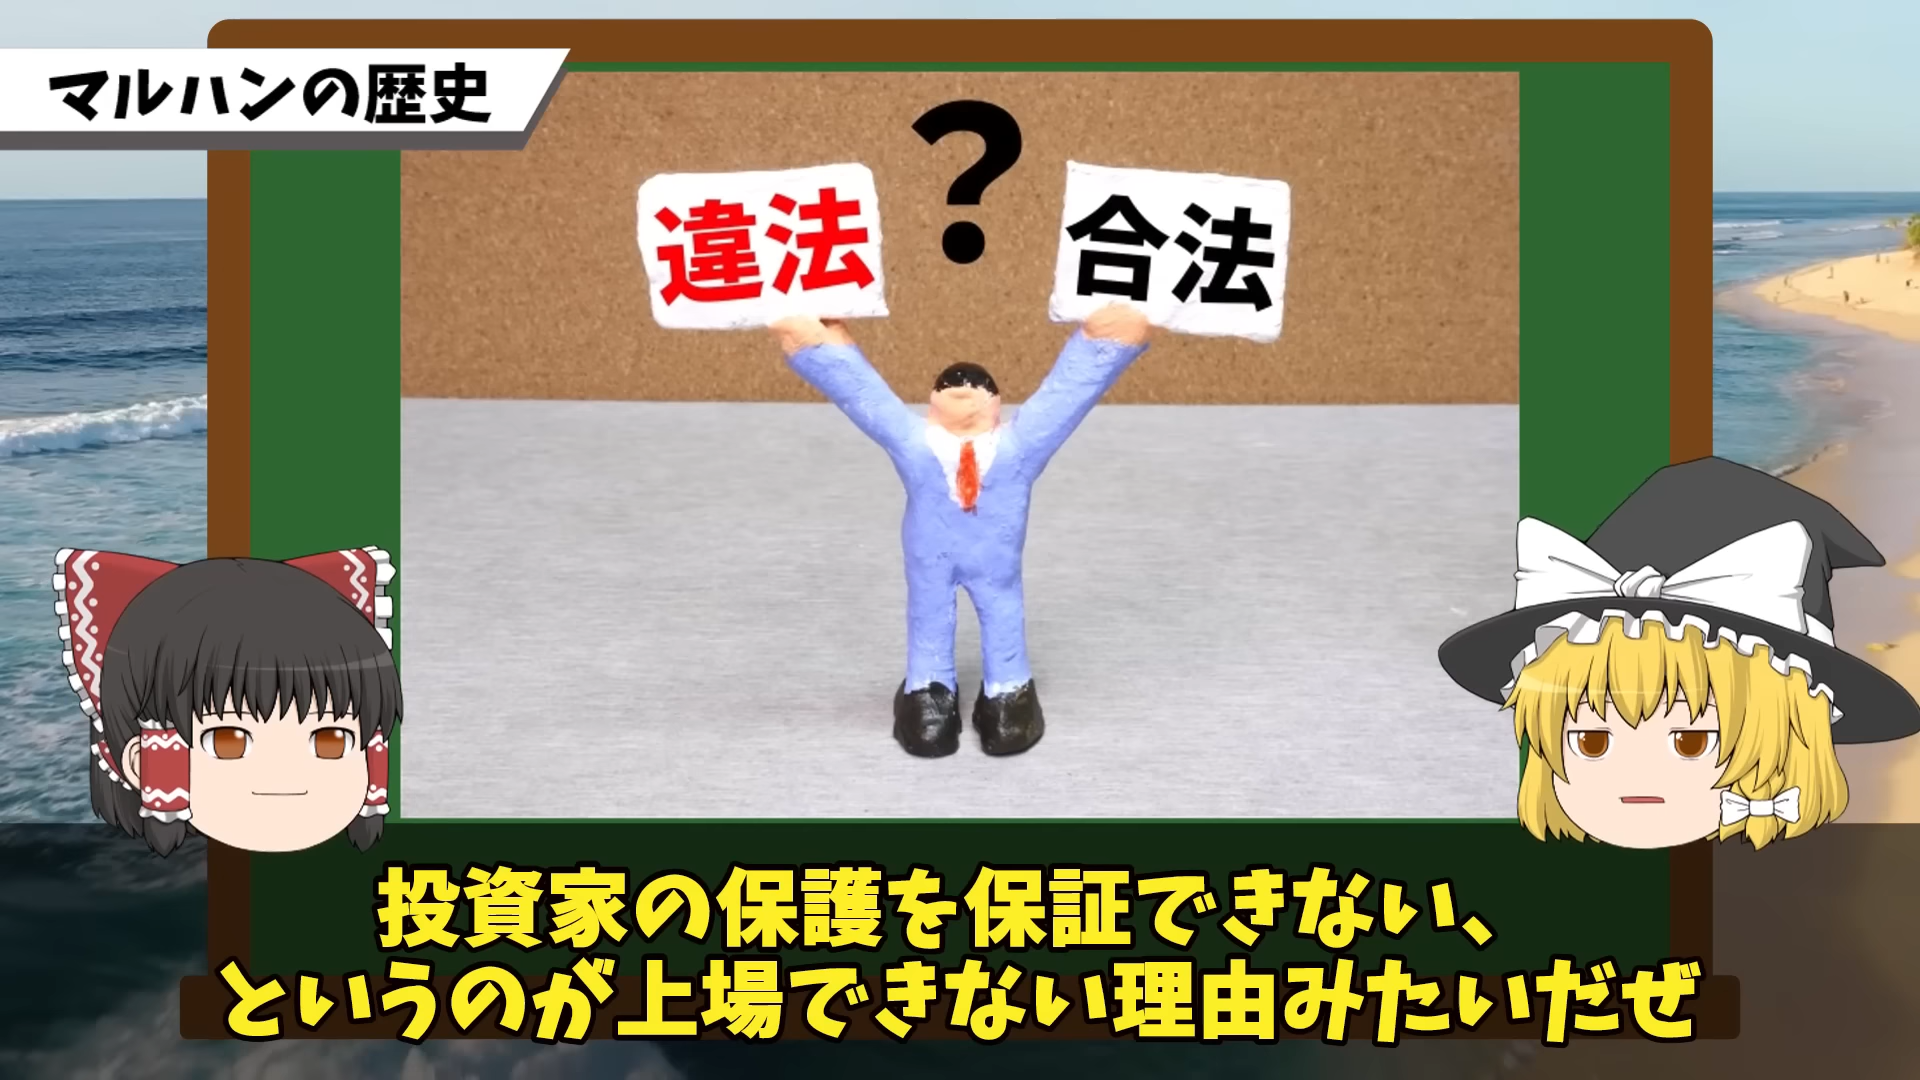 マルハンの歴史
?
違法
合法
投資家の保護を保証できない、
というのが上場できない理由みたいだぜ